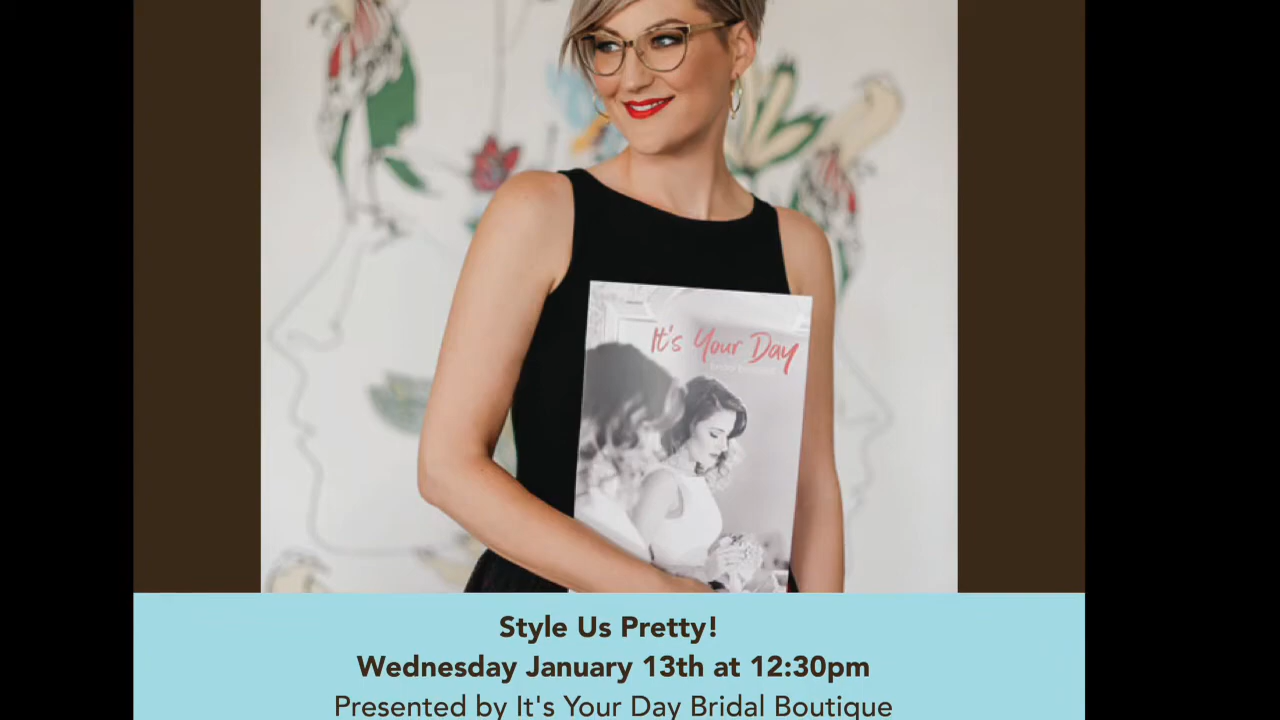 It's Your Day
Style Us Pretty!
Wednesday January 13th at 12:30pm
Presented by It's Your Day Bridal Boutique